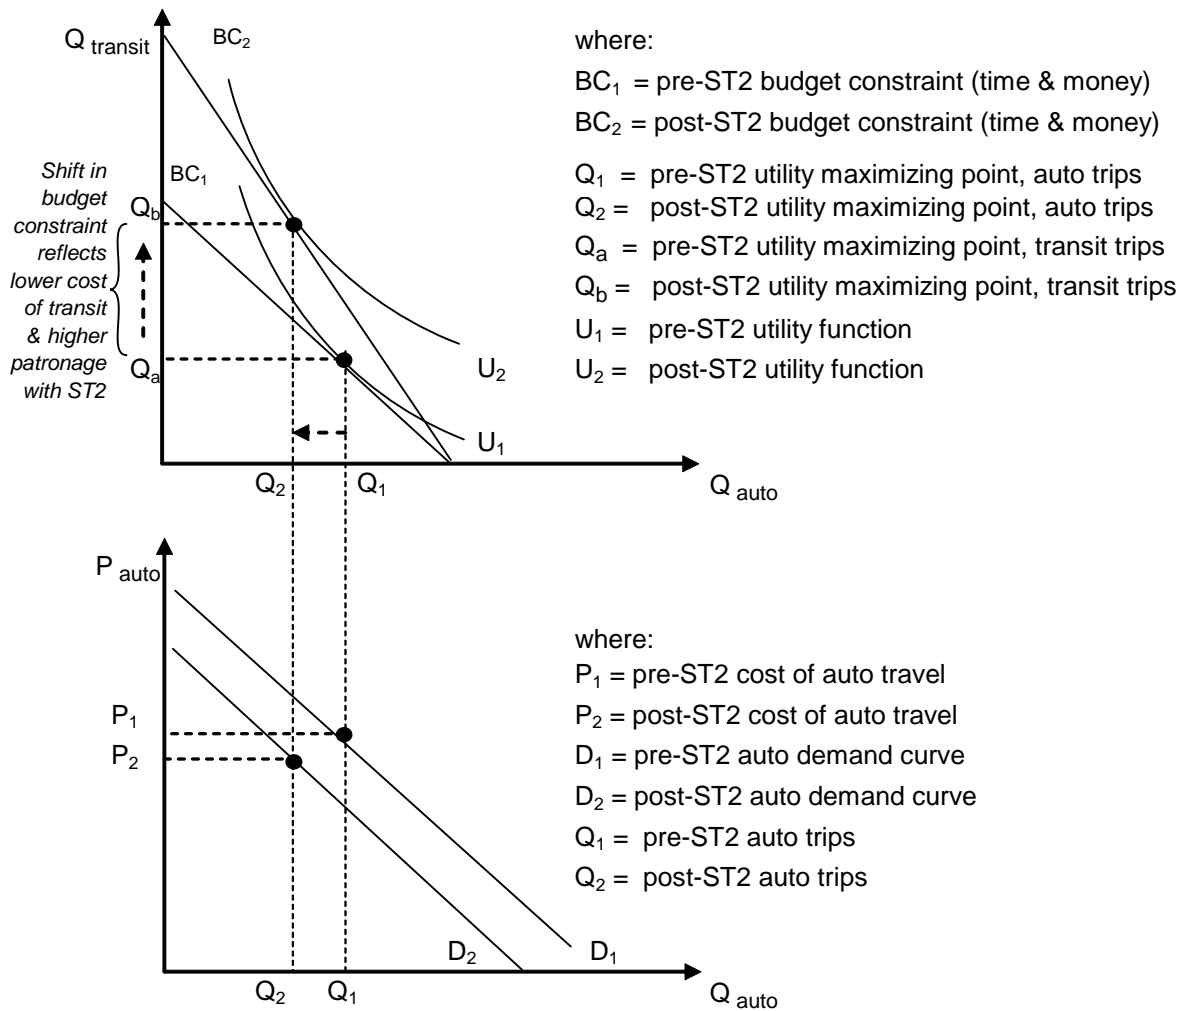 Q transit
BC2
where:
BC1 = pre-ST2 budget constraint (time & money)
BC2 = post-ST2 budget constraint (time & money)
Q1 = pre-ST2 utility maximizing point, auto trips
Q2 = post-ST2 utility maximizing point, auto trips
Qa = pre-ST2 utility maximizing point, transit trips
Qb = post-ST2 utility maximizing point, transit trips
U1 = pre-ST2 utility function
U2 = post-ST2 utility function
Shift in
budget
constraint
reflects
lower cost
of transit
& higher
patronage
with ST2
BC1
Qb
Qa
U2
U1
Q2
Q1
Q auto
P auto
where:
P1 = pre-ST2 cost of auto travel
P2 = post-ST2 cost of auto travel
D1 = pre-ST2 auto demand curve
D2 = post-ST2 auto demand curve
Q1 = pre-ST2 auto trips
Q2 = post-ST2 auto trips
P1
P2
D2
D1
Q2
Q1
Q auto